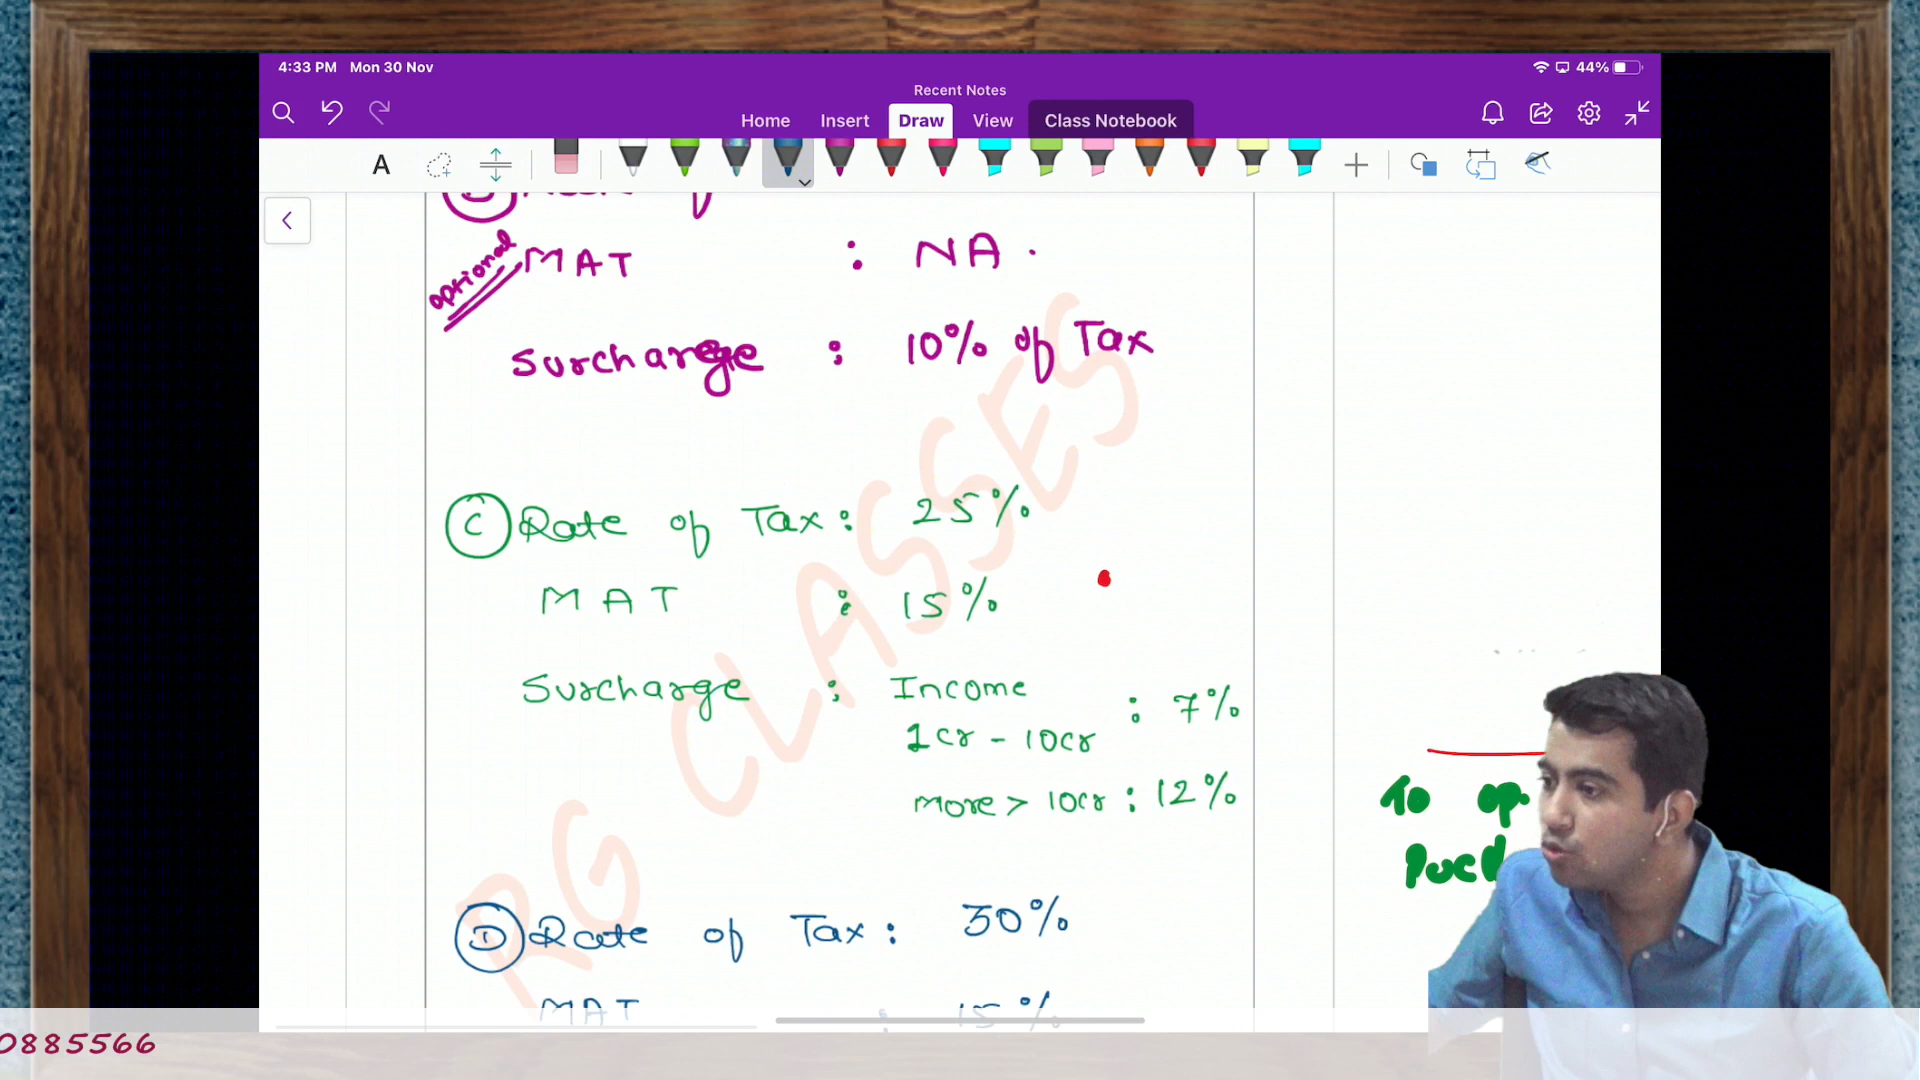 4:33 PM Mon 30 Nov
44%
Recent Notes
Home Insert Draw View Class Notebook
A
optional
MAT : NA.
Surcharge : 10% of Tax
C Rate of Tax : 25%
MAT : 15%
Surcharge : Income
1cr - 10cr : 7%
more > 10cr : 12%
D Rate of Tax : 30%
MAT : 15%
To
RG CLASSES
0885566